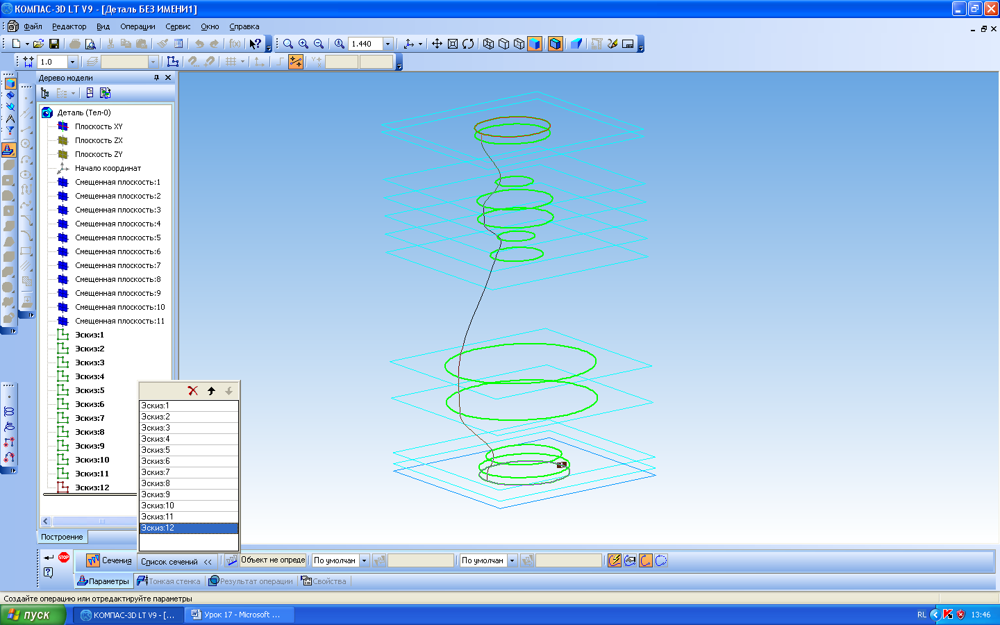 КОМПАС-3D LT V9 - [Деталь БЕЗ ИМЕНИ1]
Файл Редактор Вид Операции Сервис Окно Справка
f(x) 1.440
1.0
Дерево модели
Деталь (Тел-0)
Плоскость XY
Плоскость ZX
Плоскость ZY
Начало координат
Смещенная плоскость:1
Смещенная плоскость:2
Смещенная плоскость:3
Смещенная плоскость:4
Смещенная плоскость:5
Смещенная плоскость:6
Смещенная плоскость:7
Смещенная плоскость:8
Смещенная плоскость:9
Смещенная плоскость:10
Смещенная плоскость:11
Эскиз:1
Эскиз:2
Эскиз:3
Эскиз:4
Эскиз:5
Эскиз:6
Эскиз:7
Эскиз:8
Эскиз:9
Эскиз:10
Эскиз:11
Эскиз:12
Эскиз:1
Эскиз:2
Эскиз:3
Эскиз:4
Эскиз:5
Эскиз:6
Эскиз:7
Эскиз:8
Эскиз:9
Эскиз:10
Эскиз:11
Эскиз:12
Построение
STOP Сечения Список сечений << Объект не опреде По умолчан По умолчан
Параметры Тонкая стенка Результат операции Свойства
Создайте операцию или отредактируйте параметры
пуск КОМПАС-3D LT V9 - [... Урок 17 - Microsoft ... RL 13:46